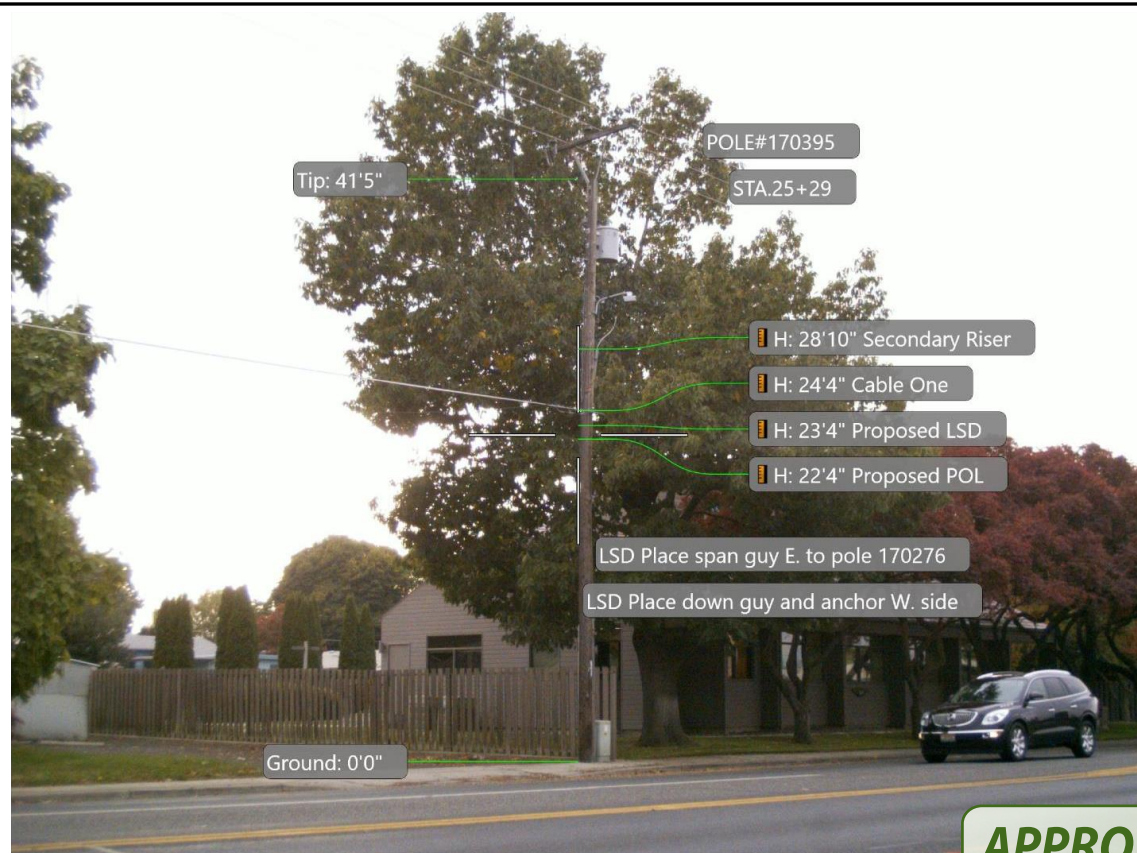 POLE#170395
Tip: 41'5"
STA.25+29
H: 28'10" Secondary Riser
H: 24'4" Cable One
H: 23'4" Proposed LSD
H: 22'4" Proposed POL
LSD Place span guy E. to pole 170276
LSD Place down guy and anchor W. side
Ground: 0'0"
APPRO